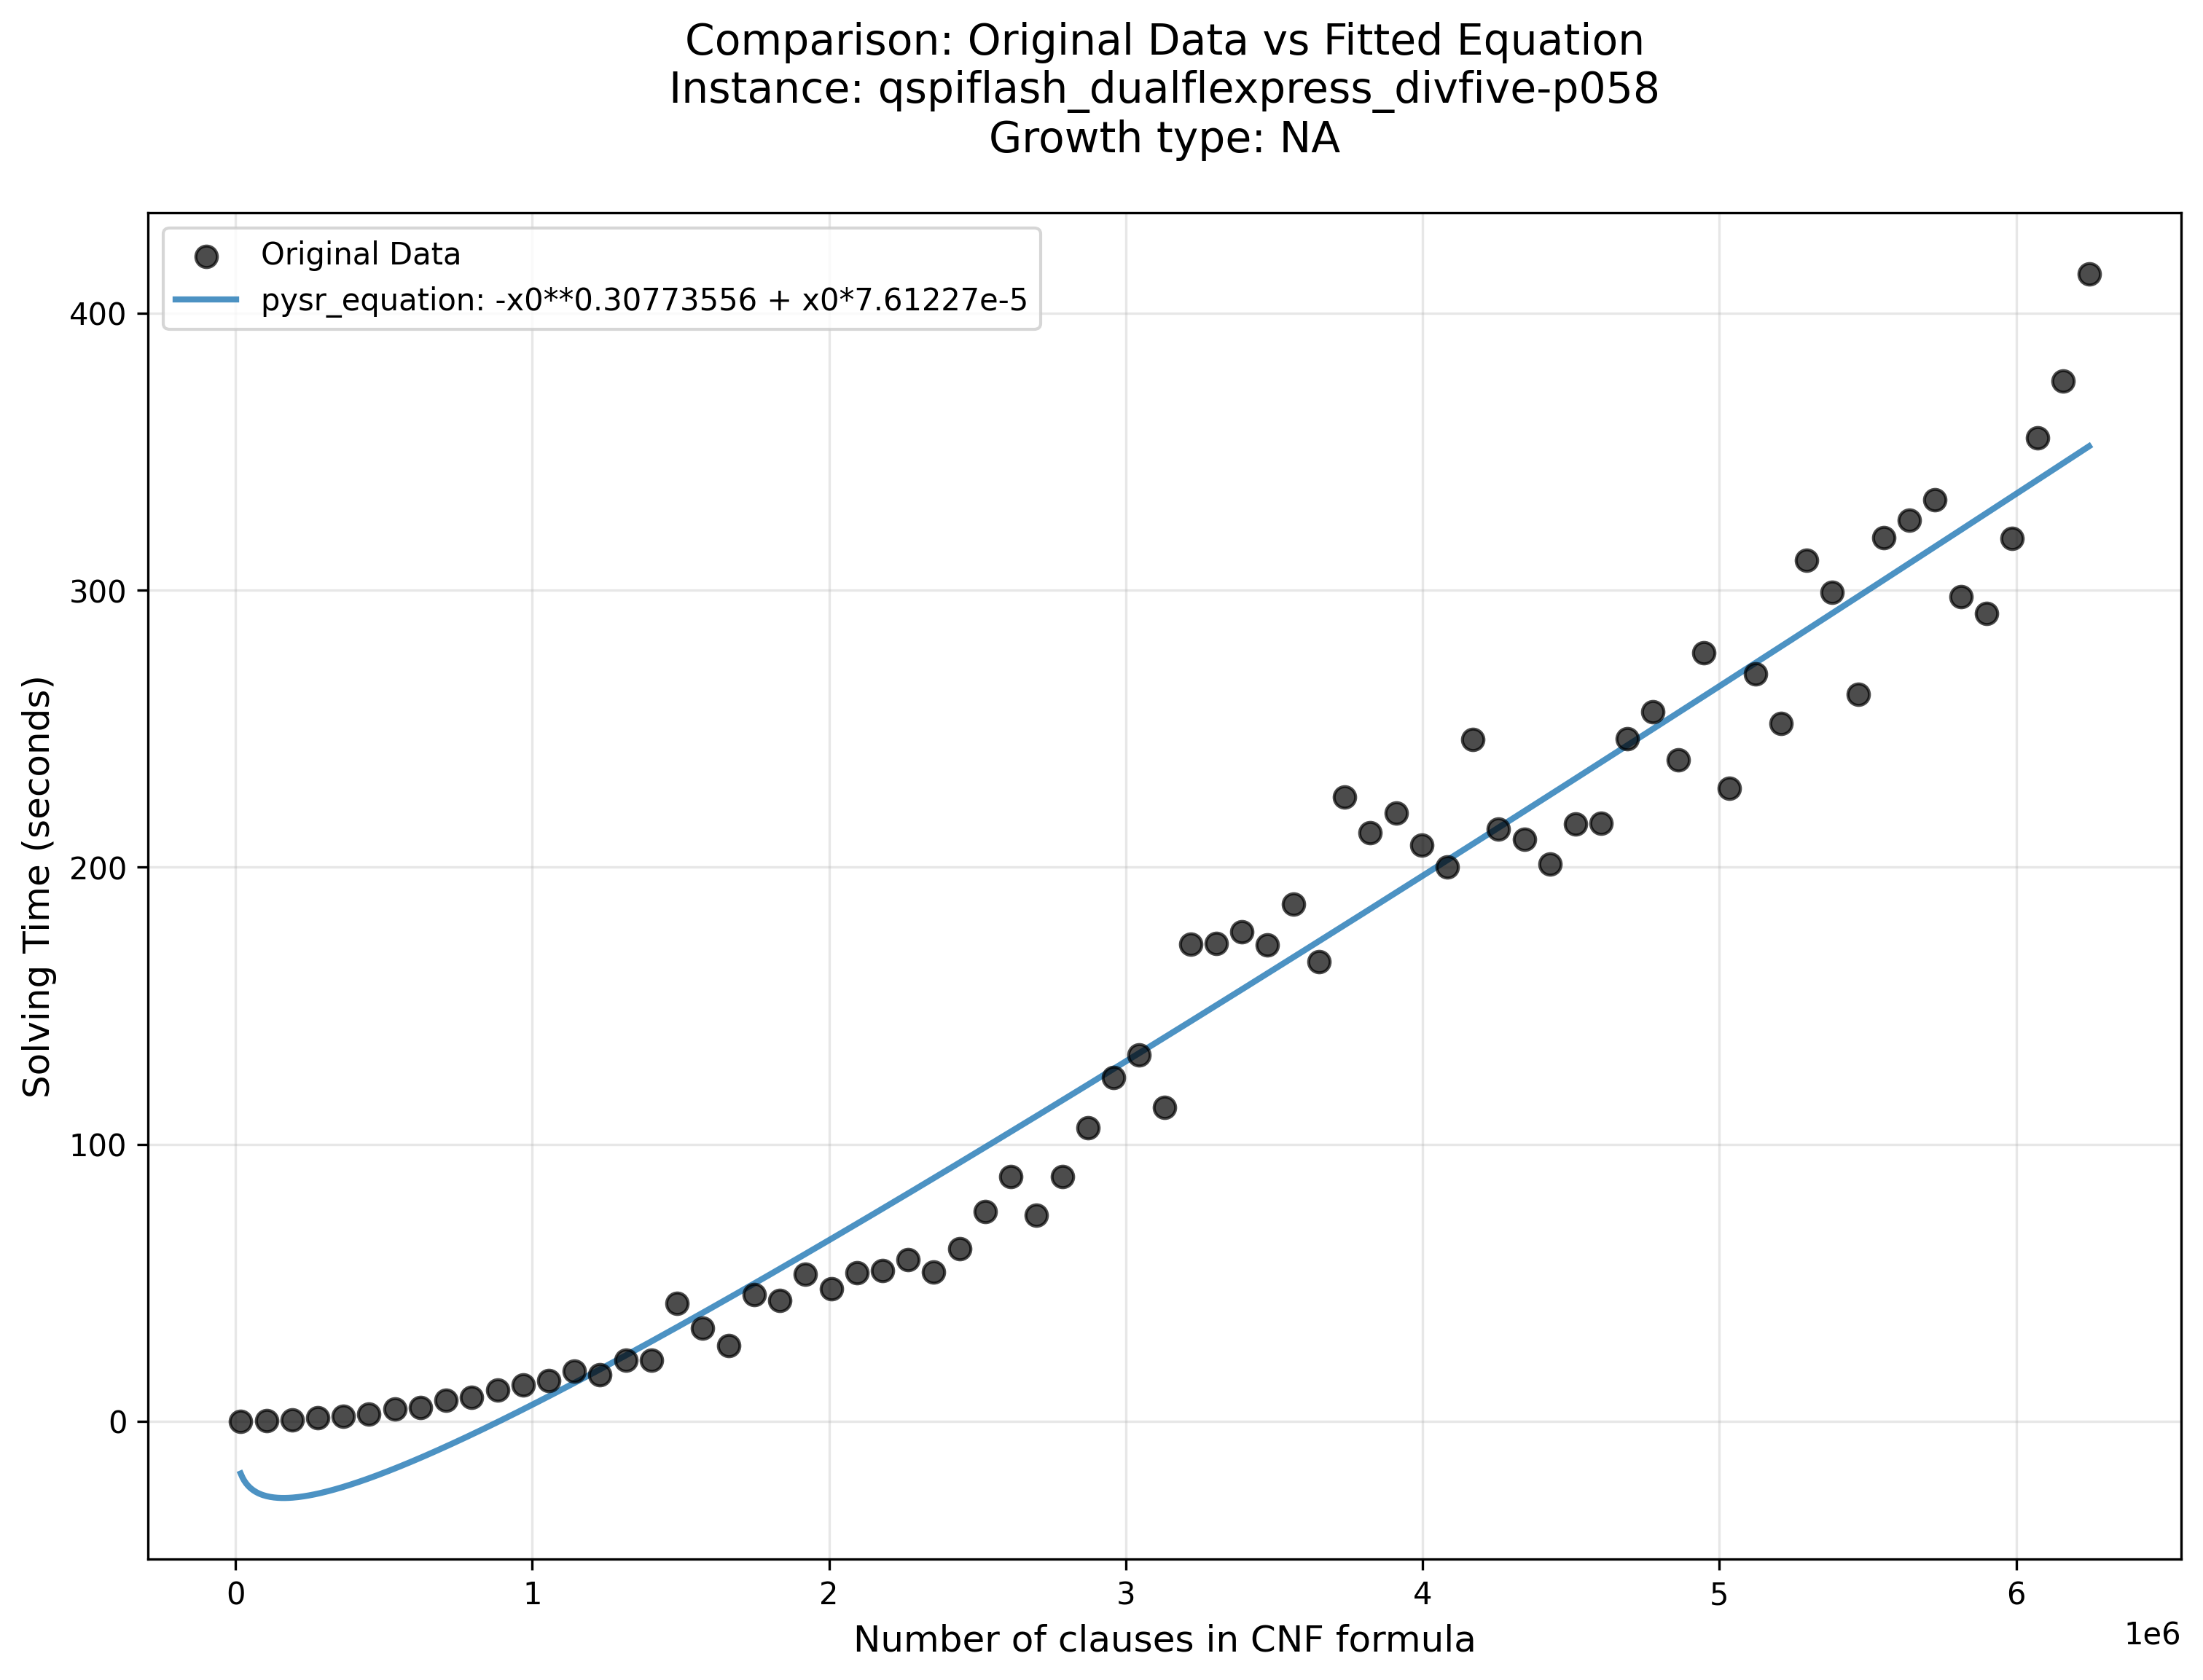 Comparison: Original Data vs Fitted Equation
Instance: qspiflash_dualflexpress_divfive-p058
Growth type: NA
Original Data
pysr_equation: -x0**0.30773556 + x0*7.61227e-5
Solving Time (seconds)
400
300
200
100
0
0 1 2 3 4 5 6
1e6
Number of clauses in CNF formula